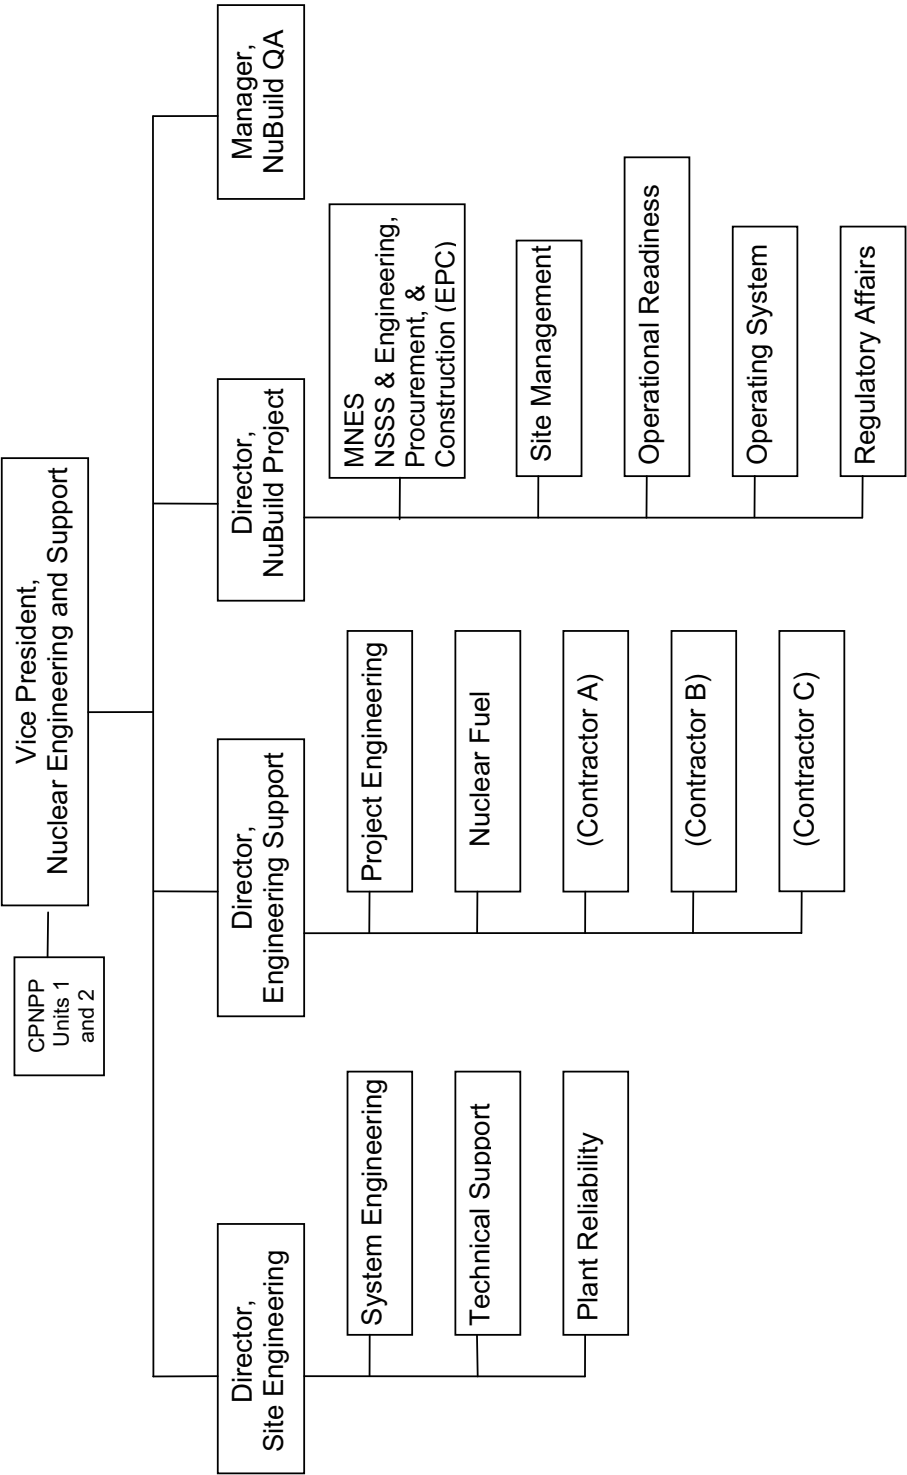 Vice President,
Nuclear Engineering and Support
CPNPP
Units 1
and 2
Director,
Site Engineering
System Engineering
Technical Support
Plant Reliability
Director,
Engineering Support
Project Engineering
Nuclear Fuel
(Contractor A)
(Contractor B)
(Contractor C)
Director,
NuBuild Project
MNES
NSSS & Engineering,
Procurement, &
Construction (EPC)
Site Management
Operational Readiness
Operating System
Regulatory Affairs
Manager,
NuBuild QA